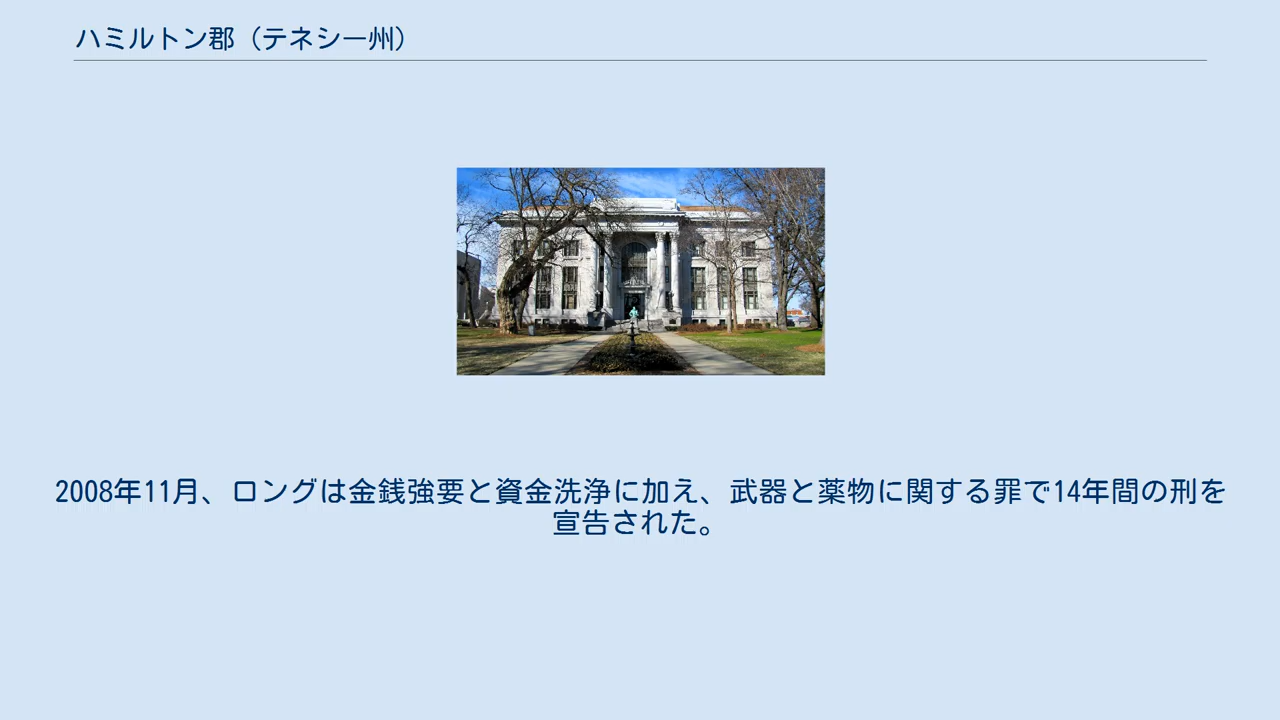 ハミルトン郡（テネシー州）
2008年11月、ロングは金銭強要と資金洗浄に加え、武器と薬物に関する罪で14年間の刑を
宣告された。